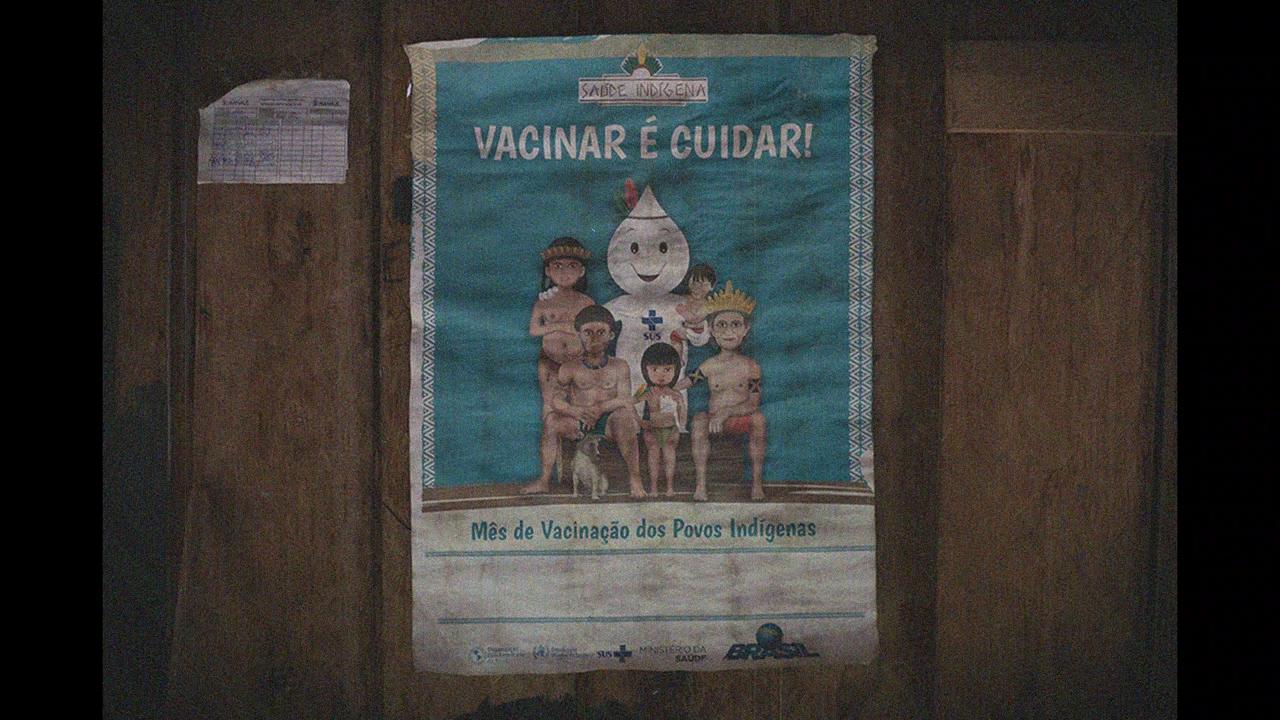 SAÚDE INDÍGENA
VACINAR É CUIDAR!
SUS
Mês de Vacinação dos Povos Indígenas
SUS
MINISTÉRIO DA
SAÚDE
BRASIL